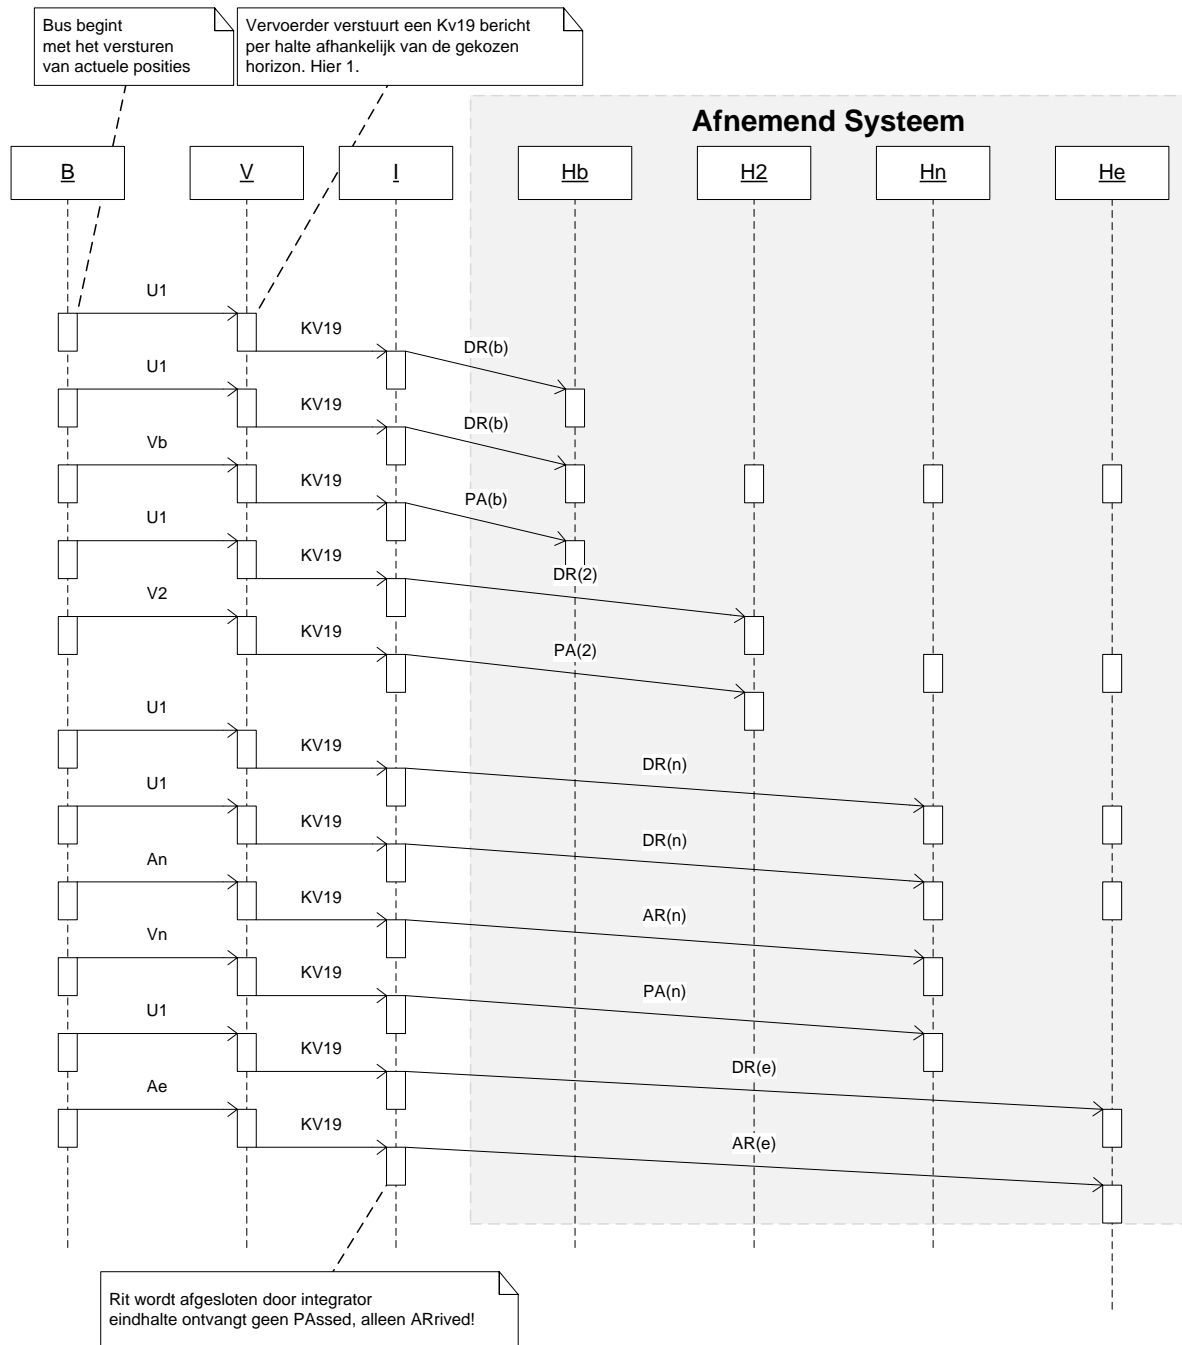 Bus begint
met het versturen
van actuele posities
Vervoerder verstuurt een Kv19 bericht
per halte afhankelijk van de gekozen
horizon. Hier 1.
Afnemend Systeem
B
V
I
Hb
H2
Hn
He
U1
KV19
DR(b)
U1
KV19
DR(b)
Vb
KV19
PA(b)
U1
KV19
DR(2)
V2
KV19
PA(2)
U1
KV19
DR(n)
U1
KV19
DR(n)
An
KV19
AR(n)
Vn
KV19
PA(n)
U1
KV19
DR(e)
Ae
KV19
AR(e)
Rit wordt afgesloten door integrator
eindhalte ontvangt geen PAssed, alleen ARrived!